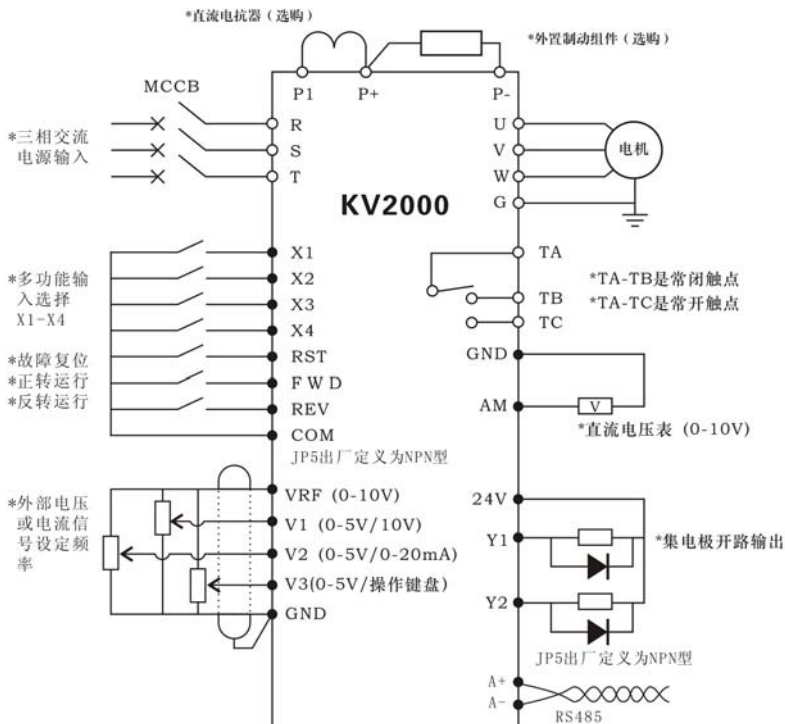 *直流电抗器(选购)
*外置制动组件(选购)
MCCB
P1
P+
P-
*三相交流
电源输入
R
S
T
U
V
W
G
电机
KV2000
*多功能输
入选择
X1-X4
X1
X2
X3
X4
*故障复位
*正转运行
*反转运行
RST
FWD
REV
COM
JP5出厂定义为NPN型
TA
TB
TC
*TA-TB是常闭触点
*TA-TC是常开触点
GND
AM
V
*直流电压表 (0-10V)
*外部电压
或电流信
号设定频
率
VRF (0-10V)
V1 (0-5V/10V)
V2 (0-5V/0-20mA)
V3(0-5V/操作键盘)
GND
24V
Y1
Y2
*集电极开路输出
JP5出厂定义为NPN型
A+
A-
RS485